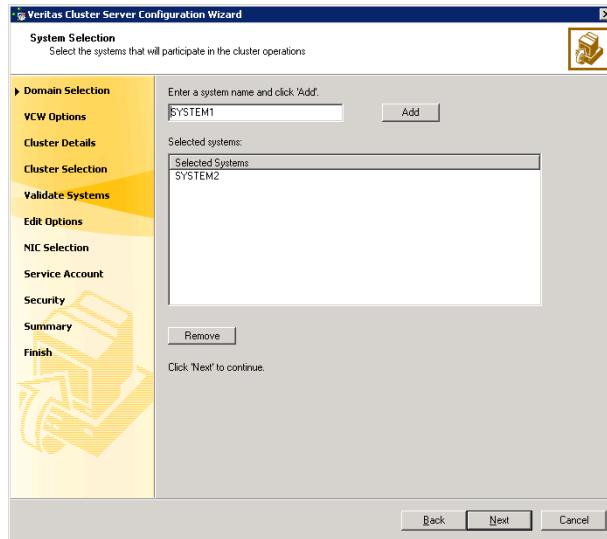 Veritas Cluster Server Configuration Wizard
System Selection
Select the systems that will participate in the cluster operations
Domain Selection
VCW Options
Cluster Details
Cluster Selection
Validate Systems
Edit Options
NIC Selection
Service Account
Security
Summary
Finish
Enter a system name and click 'Add'.
SYSTEM1
Add
Selected systems:
Selected Systems
SYSTEM2
Remove
Click 'Next' to continue.
Back
Next
Cancel